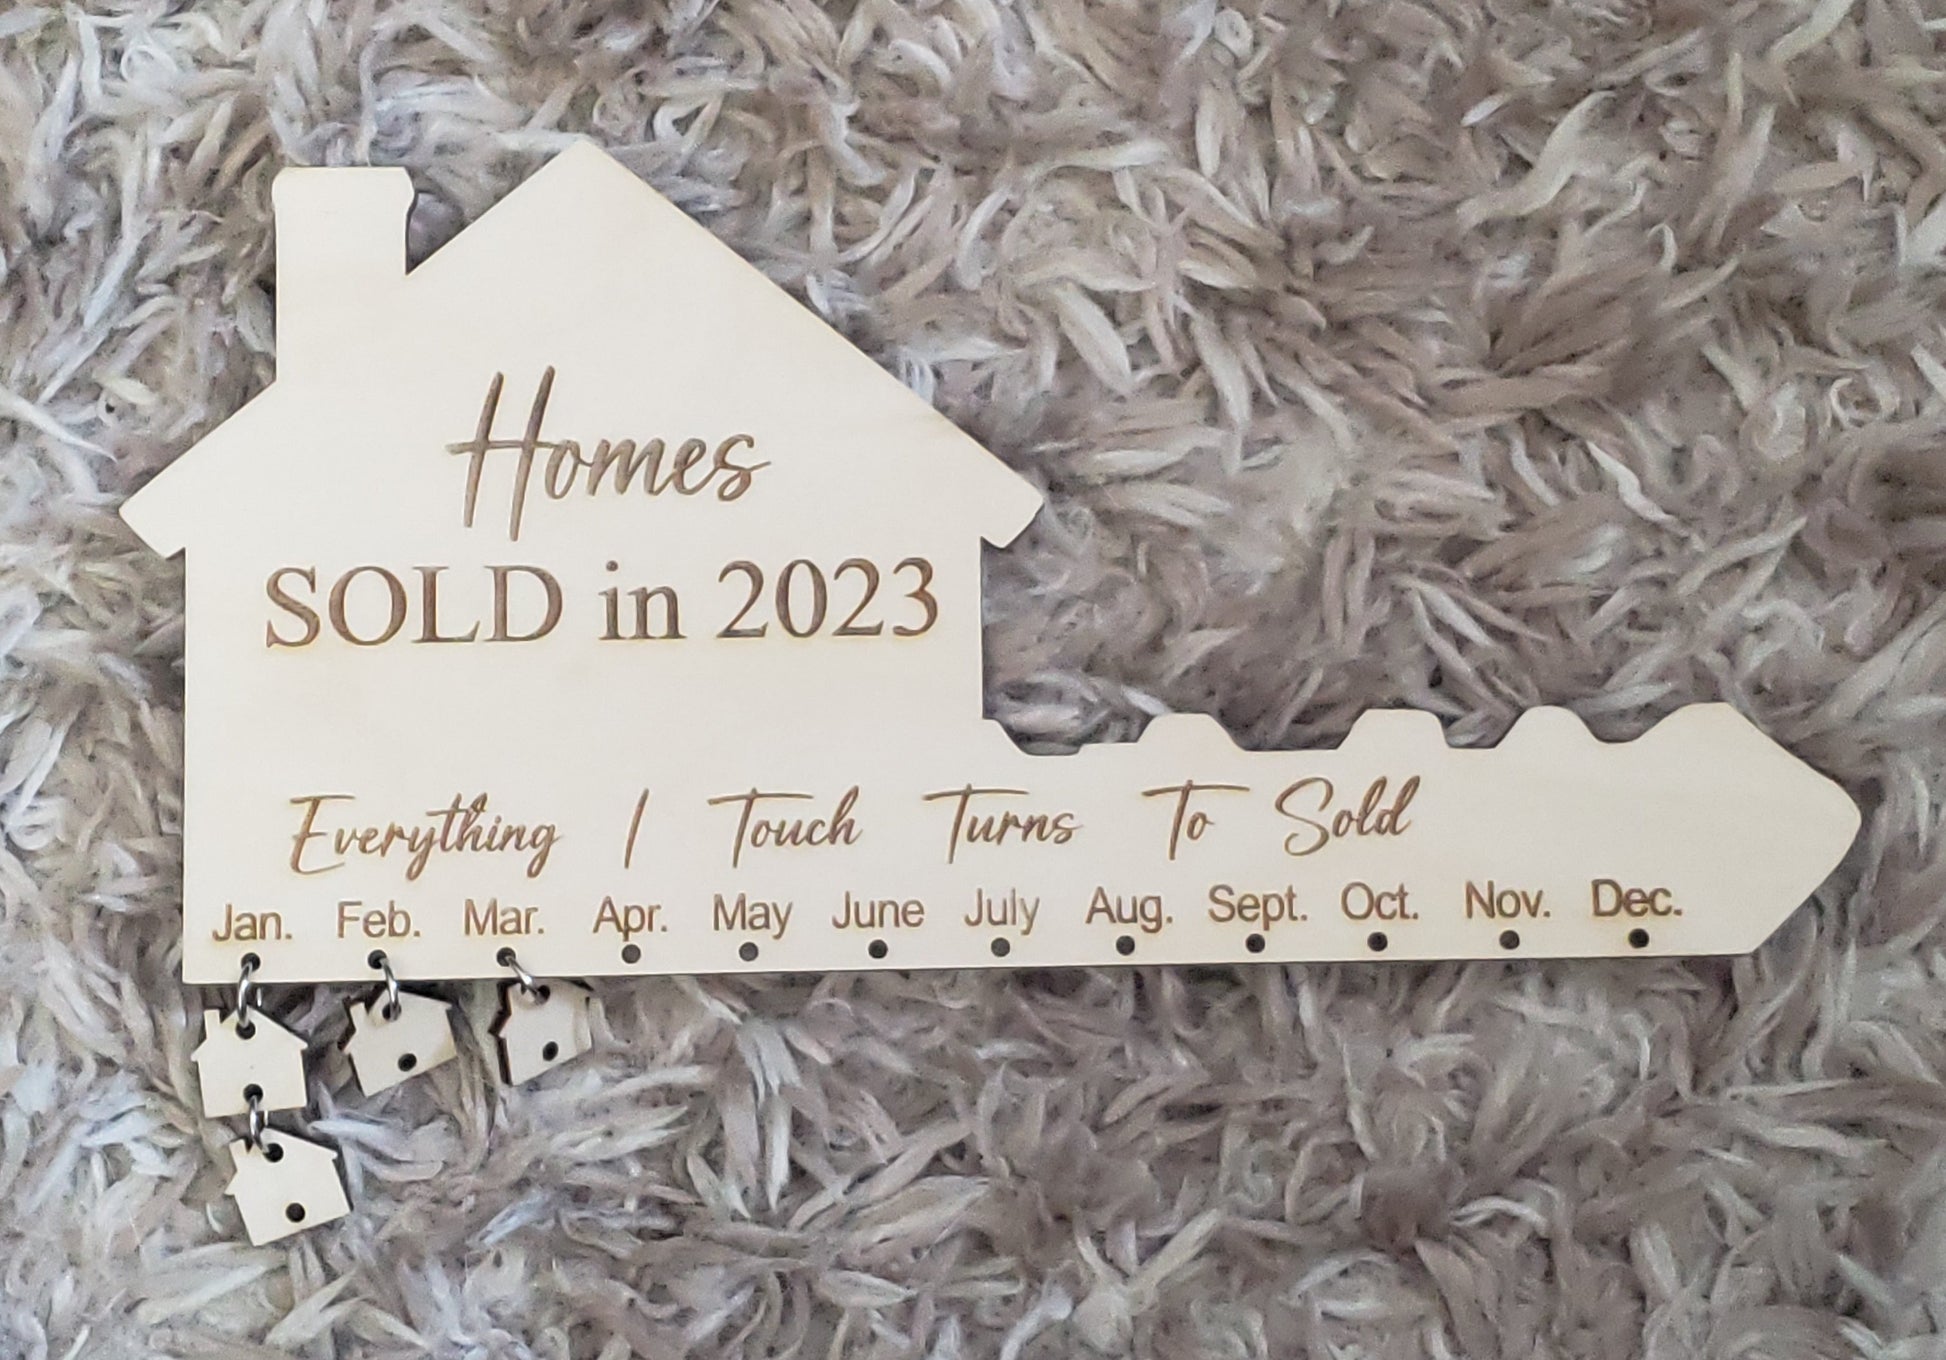 Homes
SOLD in 2023
Everything I Touch Turns To Sold
Jan. Feb. Mar. Apr. May June July Aug. Sept. Oct. Nov. Dec.